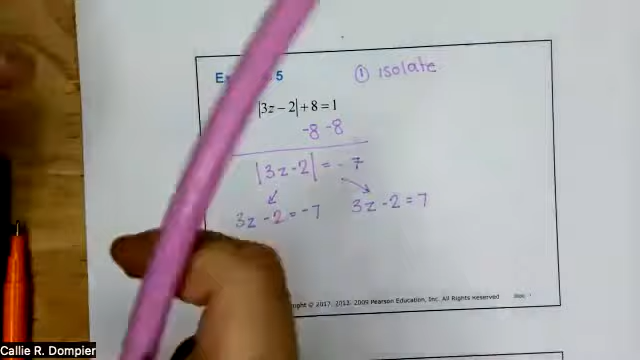 5 ① isolate
|3z − 2| + 8 = 1
-8 -8
|3z-2| = -7
3z-2=-7 3z-2=7
© 2017, 2013, 2009 Pearson Education, Inc. All Rights Reserved
Callie R. Dompier